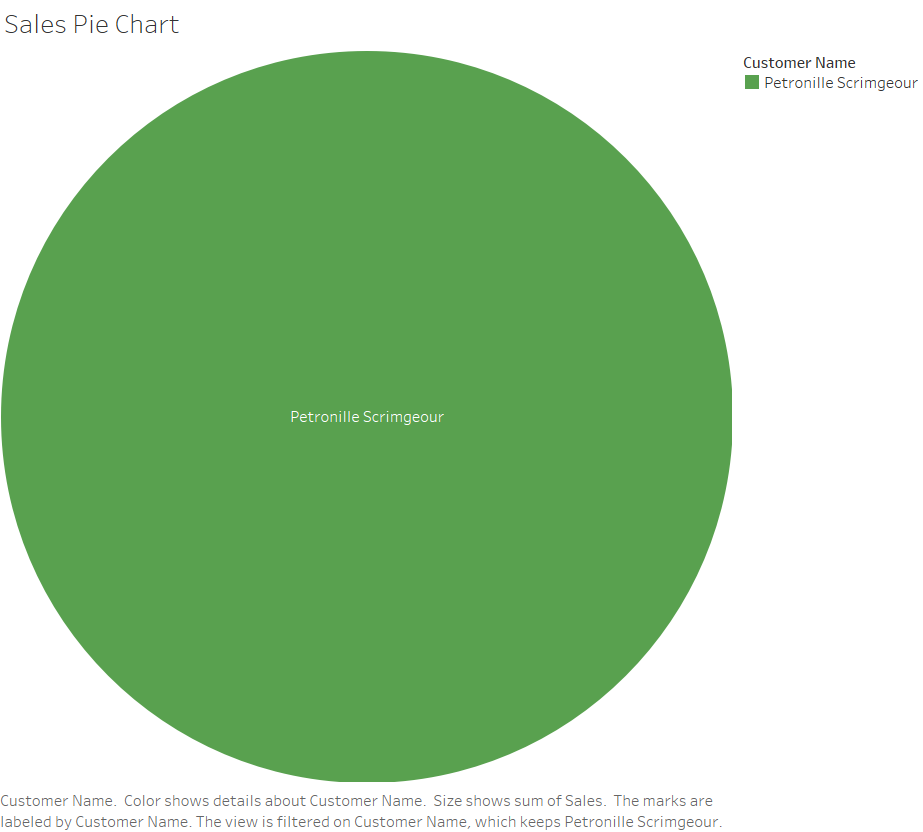 Sales Pie Chart
Customer Name
Petronille Scrimgeour
Petronille Scrimgeour
Customer Name.  Color shows details about Customer Name.  Size shows sum of Sales.  The marks are
labeled by Customer Name. The view is filtered on Customer Name, which keeps Petronille Scrimgeour.